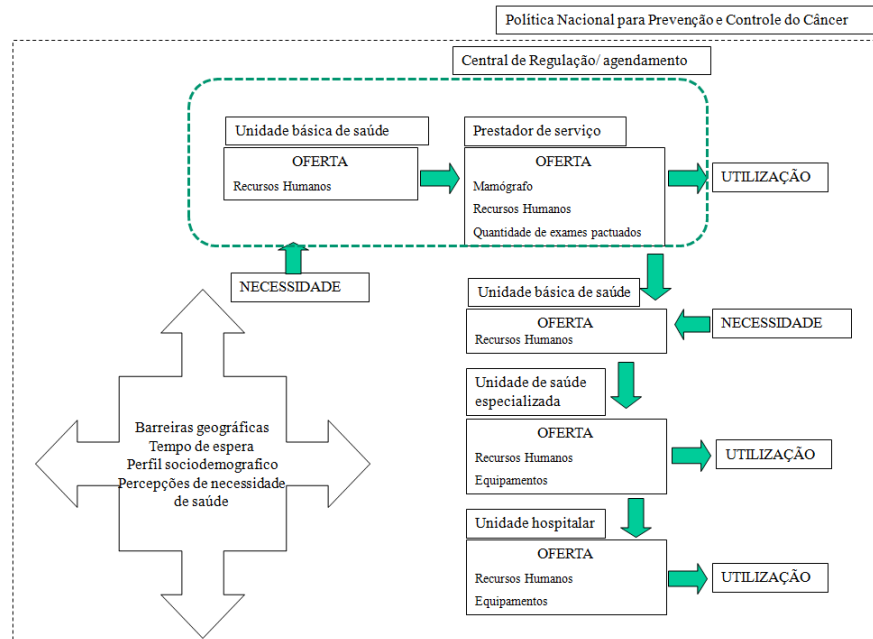 Política Nacional para Prevenção e Controle do Câncer
Central de Regulação/ agendamento
Unidade básica de saúde
OFERTA
Recursos Humanos
Prestador de serviço
OFERTA
Mamógrafo
Recursos Humanos
Quantidade de exames pactuados
UTILIZAÇÃO
NECESSIDADE
Unidade básica de saúde
OFERTA
Recursos Humanos
NECESSIDADE
Unidade de saúde
especializada
OFERTA
Recursos Humanos
Equipamentos
UTILIZAÇÃO
Barreiras geográficas
Tempo de espera
Perfil sociodemografico
Percepções de necessidade
de saúde
Unidade hospitalar
OFERTA
Recursos Humanos
Equipamentos
UTILIZAÇÃO